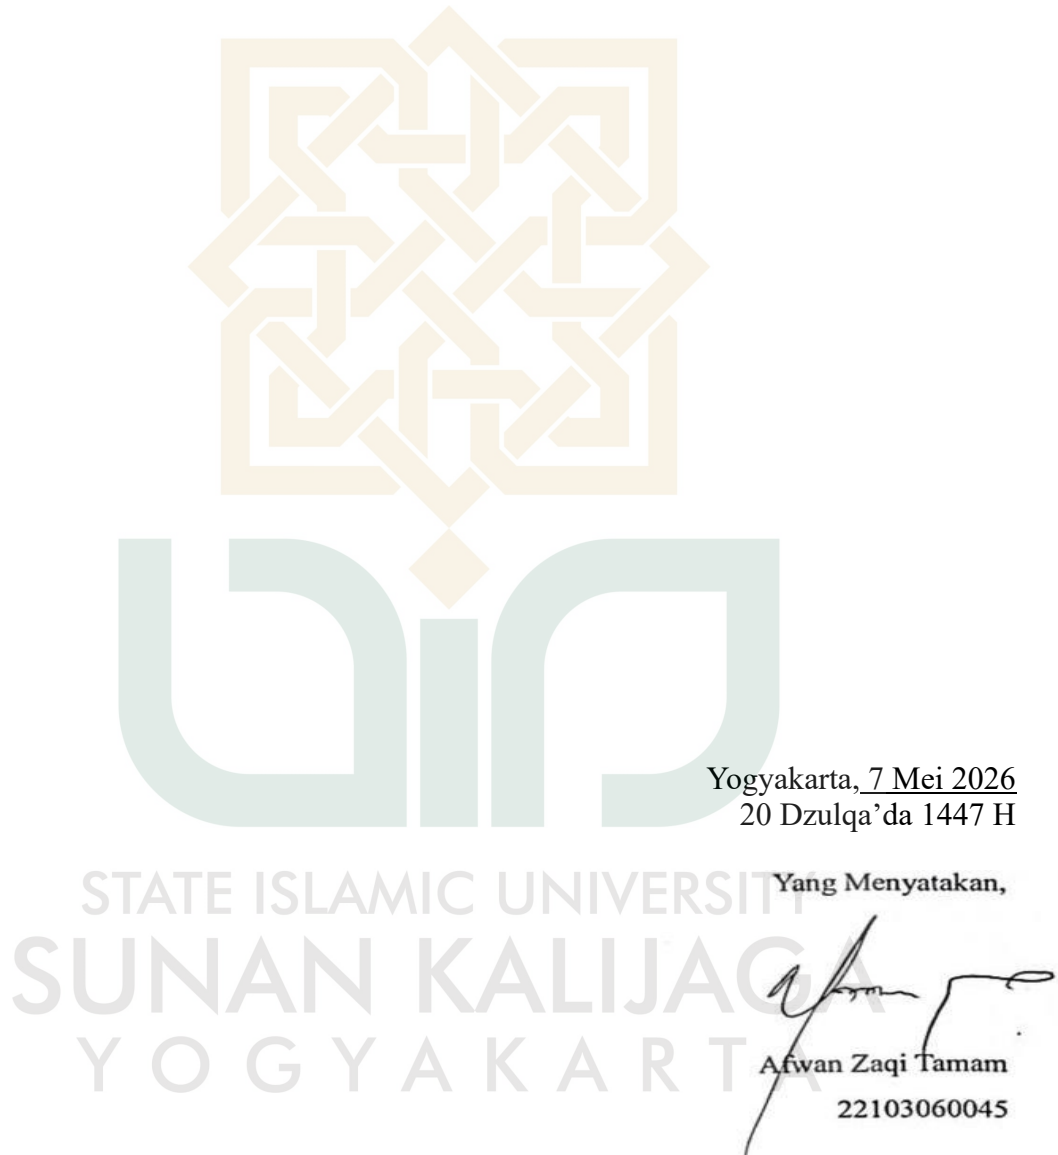 Yogyakarta, 7 Mei 2026
20 Dzulqa’da 1447 H
Yang Menyatakan,
STATE ISLAMIC UNIVERSITY
SUNAN KALIJAGA
YOGYAKARTA
Afwan Zaqi Tamam
22103060045